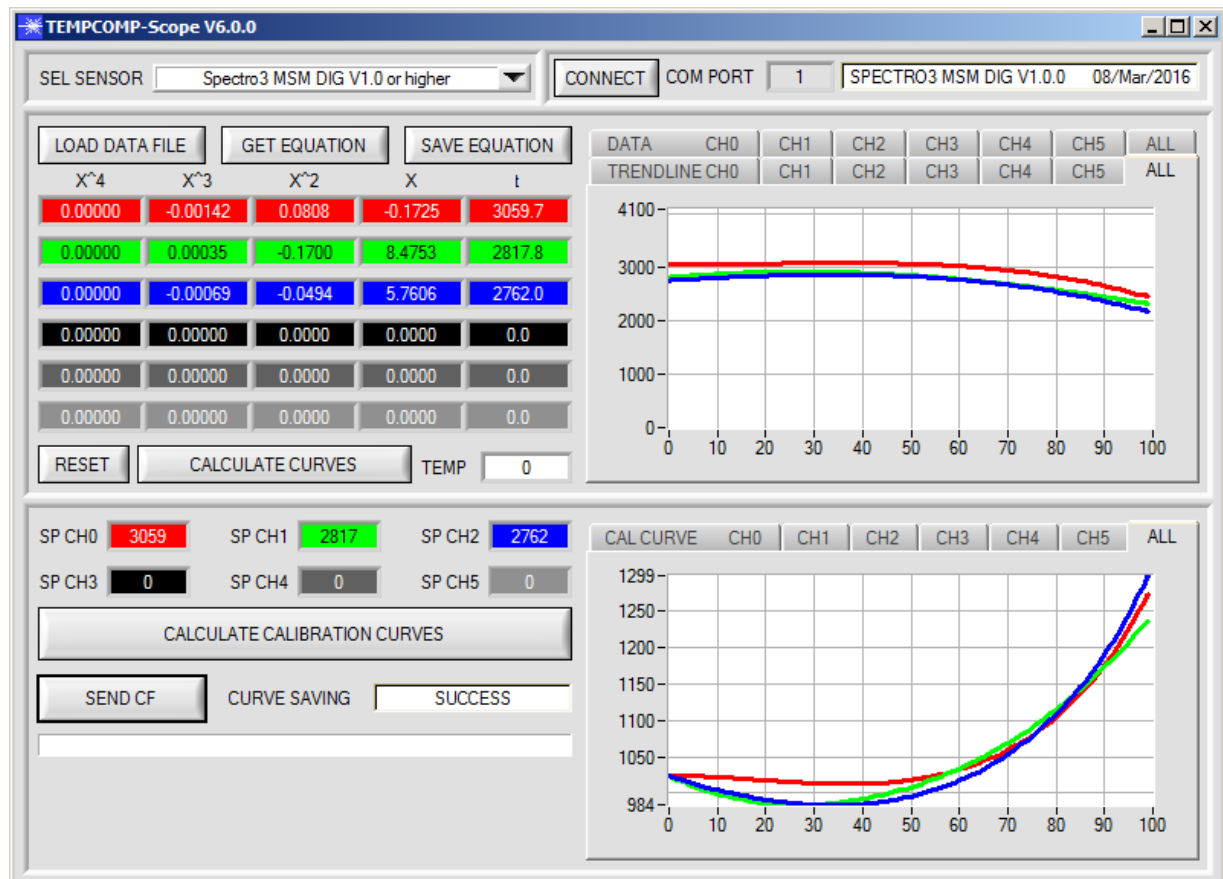 TEMPCOMP-Scope V6.0.0
SEL SENSOR Spectro3 MSM DIG V1.0 or higher
CONNECT COM PORT 1 SPECTRO3 MSM DIG V1.0.0 08/Mar/2016
LOAD DATA FILE GET EQUATION SAVE EQUATION
X^4 X^3 X^2 X t
0.00000 -0.00142 0.0808 -0.1725 3059.7
0.00000 0.00035 -0.1700 8.4753 2817.8
0.00000 -0.00069 -0.0494 5.7606 2762.0
0.00000 0.00000 0.0000 0.0000 0.0
0.00000 0.00000 0.0000 0.0000 0.0
0.00000 0.00000 0.0000 0.0000 0.0
RESET CALCULATE CURVES TEMP 0
DATA CH0 CH1 CH2 CH3 CH4 CH5 ALL
TRENDLINE CH0 CH1 CH2 CH3 CH4 CH5 ALL
4100
3000
2000
1000
0
0 10 20 30 40 50 60 70 80 90 100
SP CH0 3059 SP CH1 2817 SP CH2 2762
SP CH3 0 SP CH4 0 SP CH5 0
CALCULATE CALIBRATION CURVES
SEND CF CURVE SAVING SUCCESS
CAL CURVE CH0 CH1 CH2 CH3 CH4 CH5 ALL
1299
1250
1200
1150
1100
1050
984
0 10 20 30 40 50 60 70 80 90 100